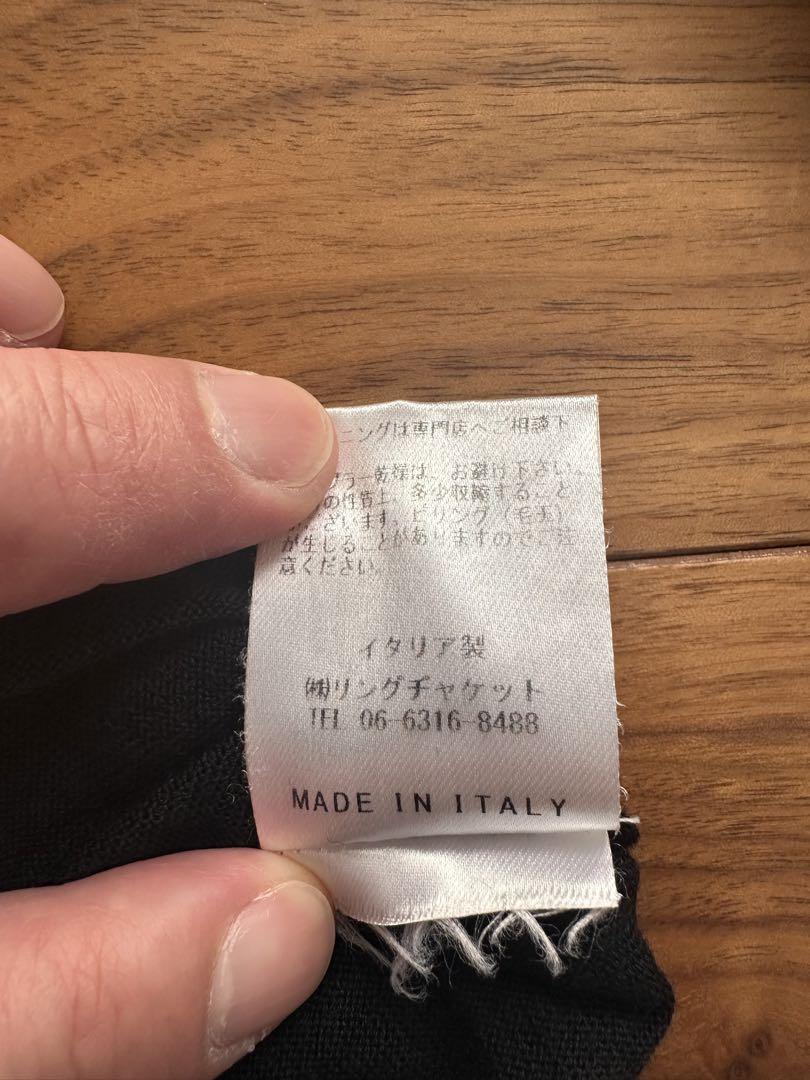 ニングは専門店へご相談下
ラー乾燥は、お避け下さい。
の性質上、多少収縮すること
ございます。ピリング（毛玉）
が生じることがありますのでご注
意ください。
イタリア製
㈱リングヂャケット
TEL 06-6316-8488
MADE IN ITALY